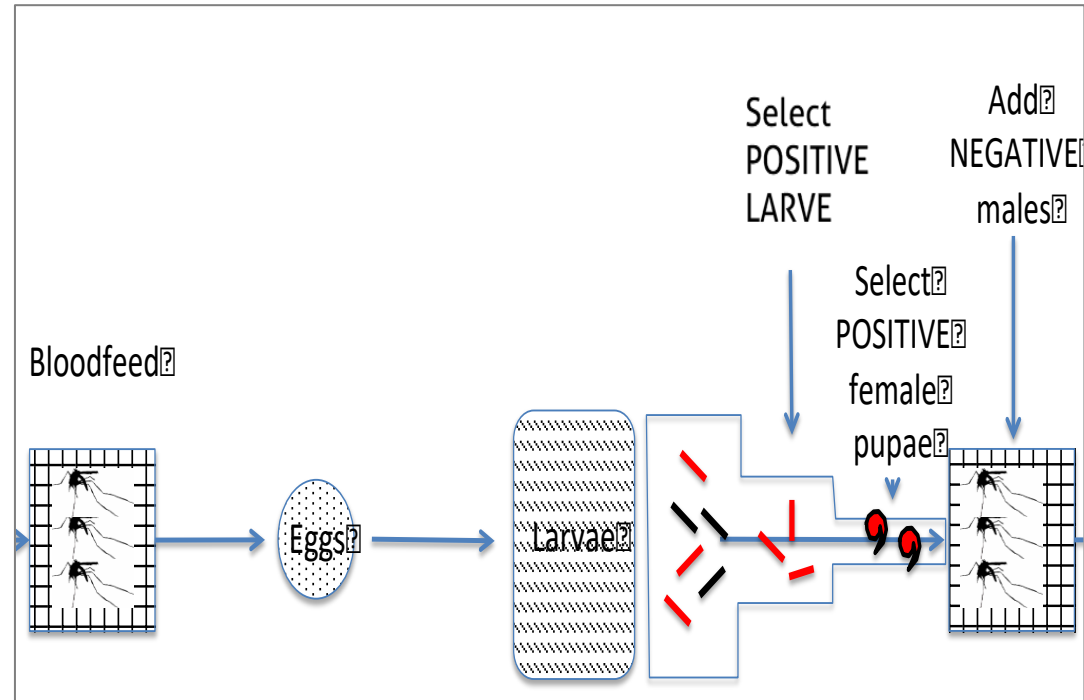 Select
POSITIVE
LARVE
Add
NEGATIVE
males
Select
POSITIVE
female
pupae
Bloodfeed
Eggs
Larvae